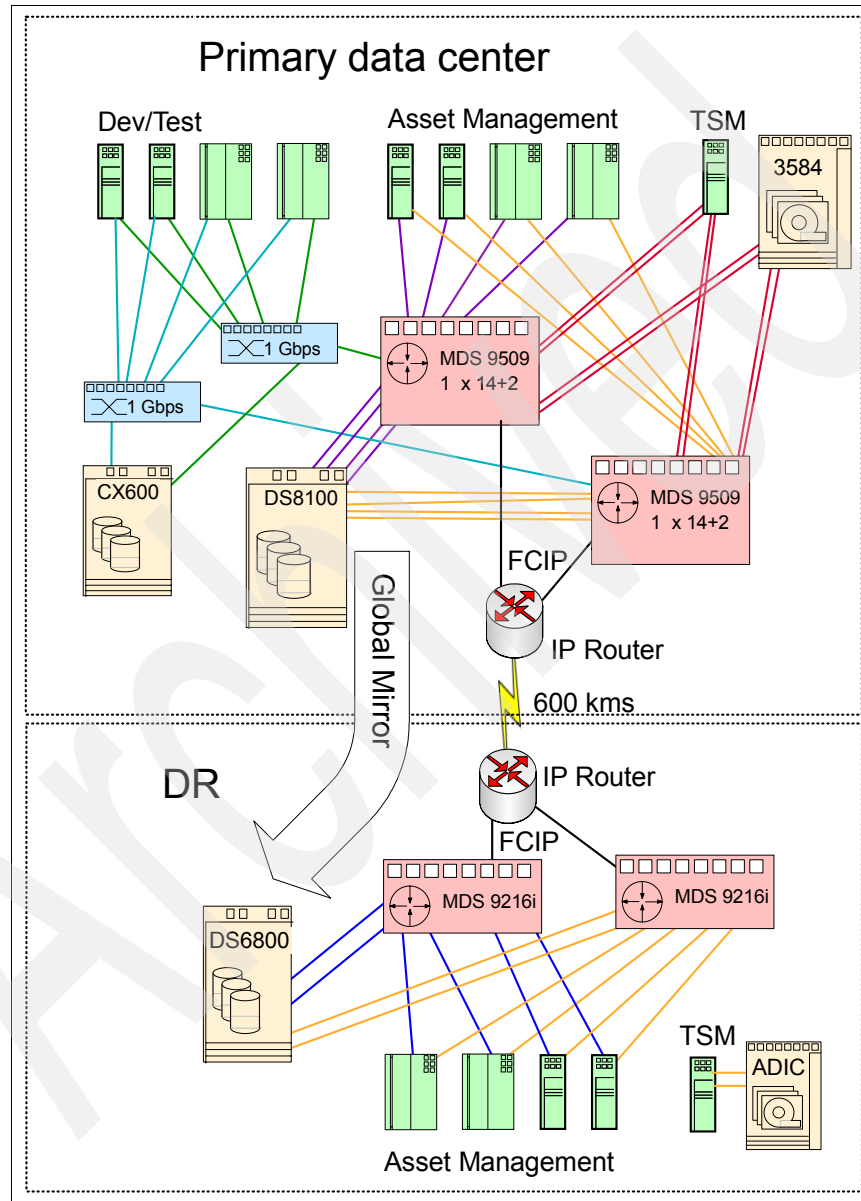 Primary data center
Dev/Test
Asset Management
TSM
3584
1 Gbps
MDS 9509
1 x 14+2
1 Gbps
CX600
DS8100
MDS 9509
1 x 14+2
FCIP
Global Mirror
IP Router
600 kms
DR
IP Router
FCIP
MDS 9216i
MDS 9216i
DS6800
TSM
ADIC
Asset Management
Archived